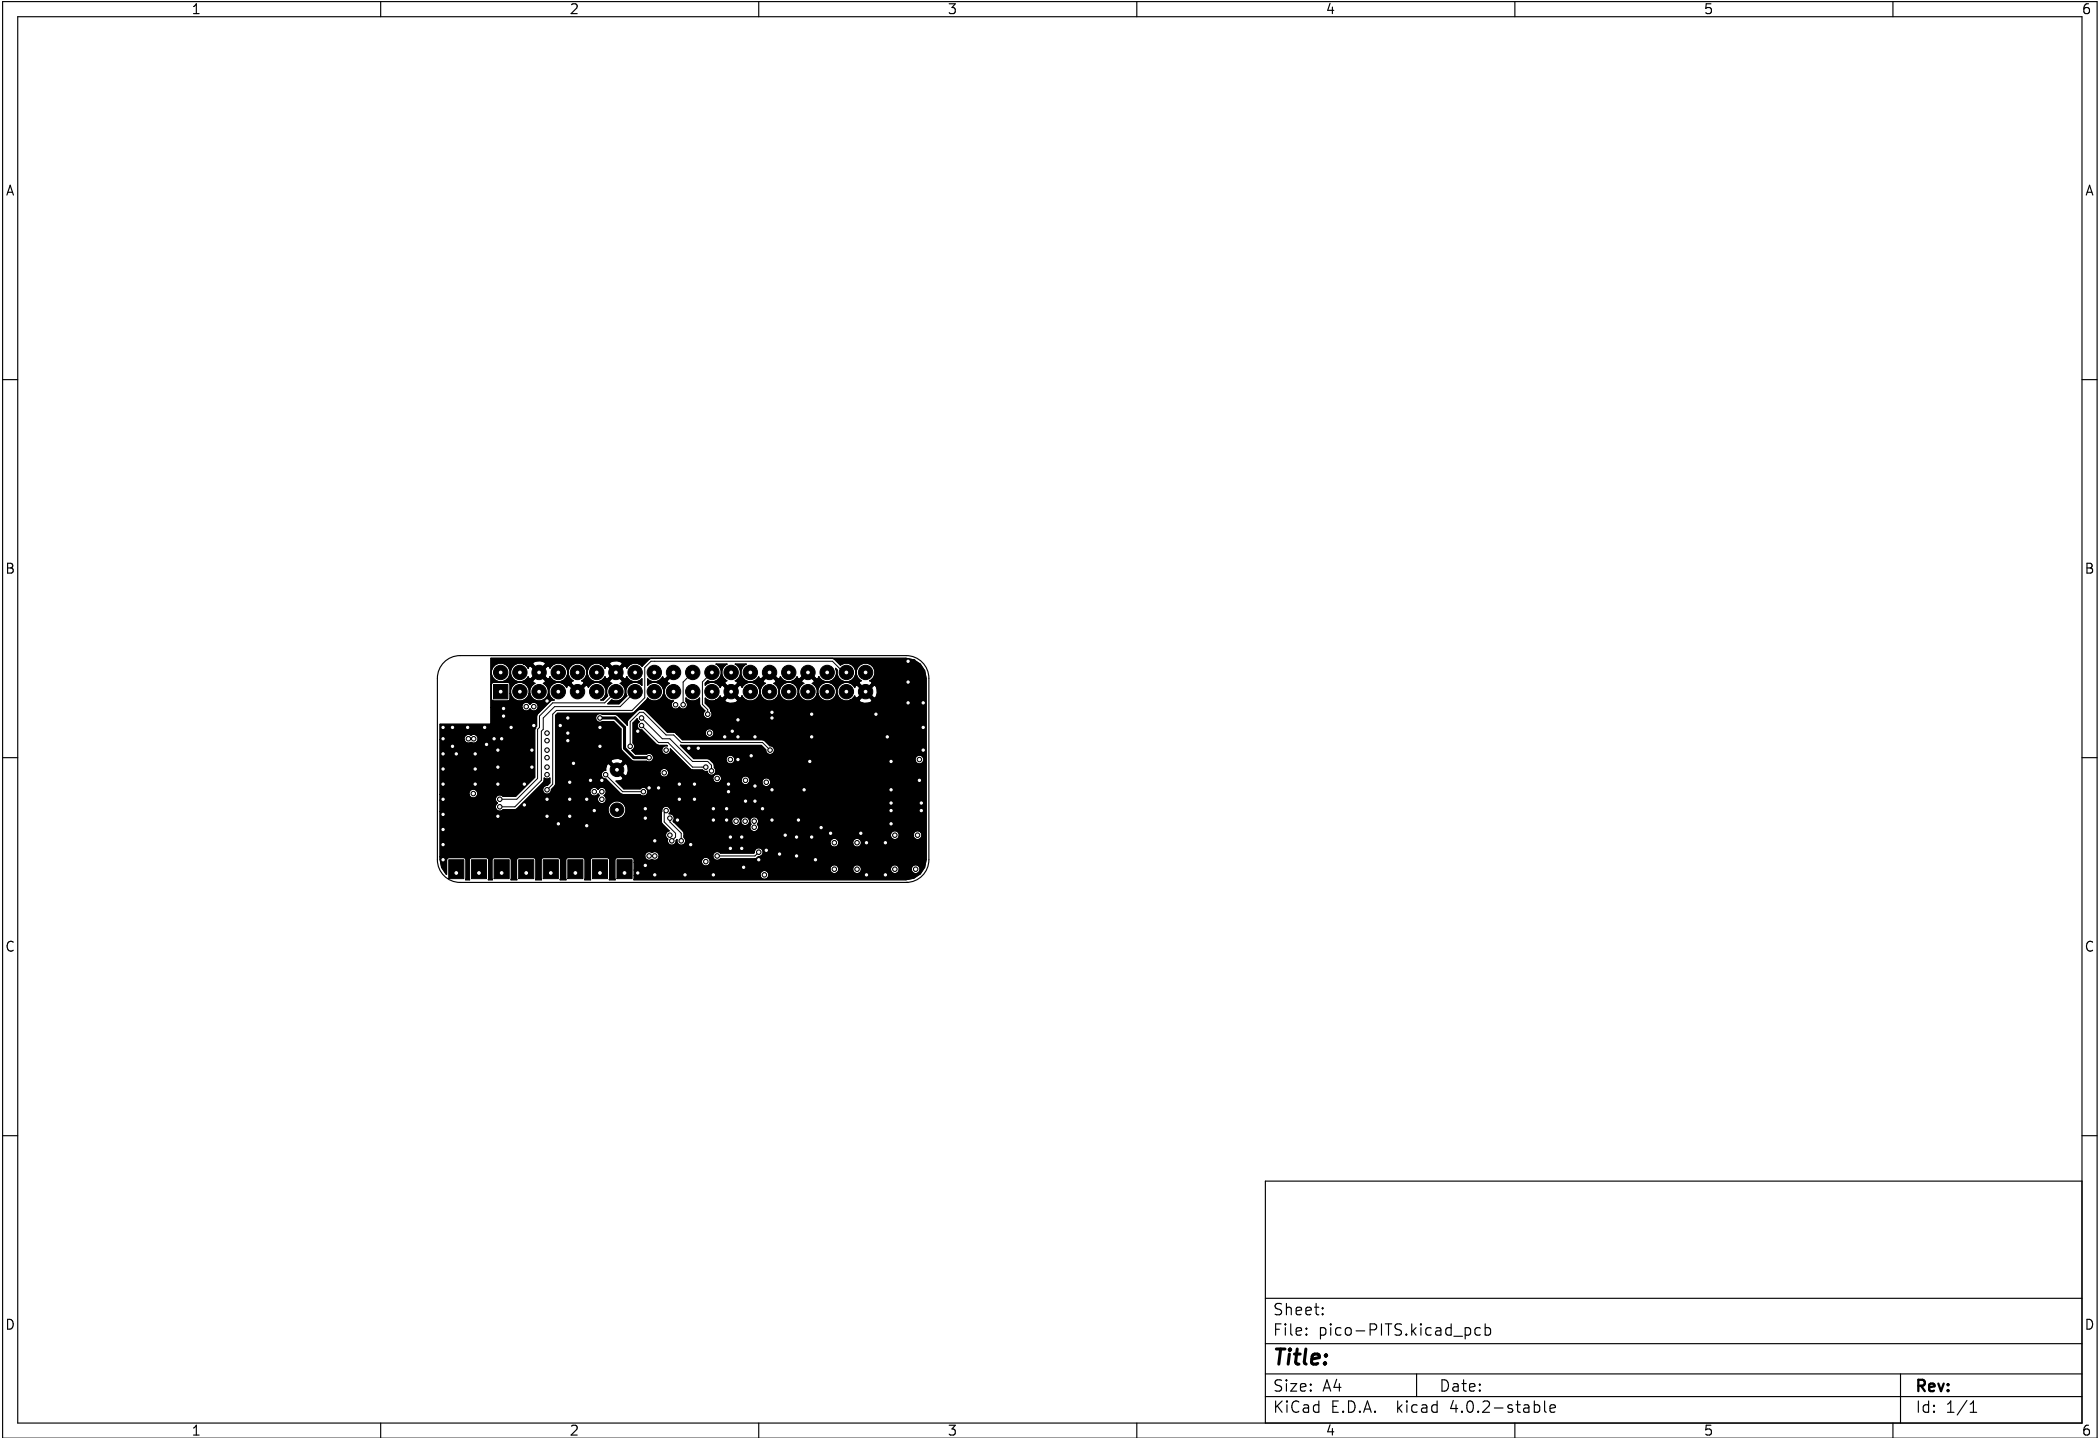 1 2 3 4 5 6
A A
B B
C C
Sheet:
File: pico-PITS.kicad_pcb
D D
Title:
Size: A4 Date: Rev:
KiCad E.D.A. kicad 4.0.2-stable Id: 1/1
1 2 3 4 5 6